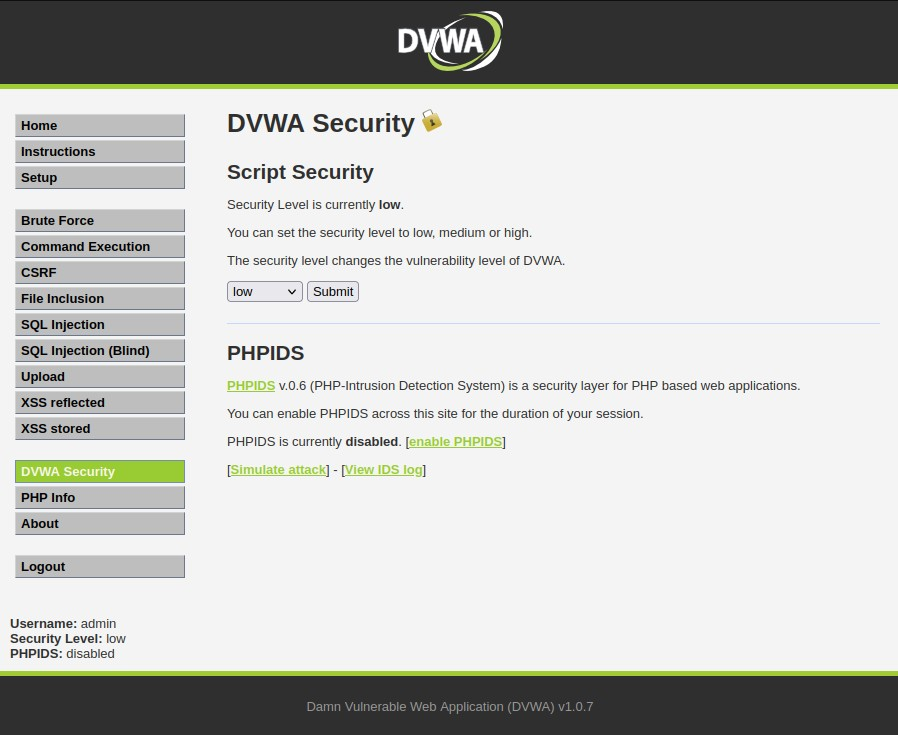 DVWA
Home
Instructions
Setup
Brute Force
Command Execution
CSRF
File Inclusion
SQL Injection
SQL Injection (Blind)
Upload
XSS reflected
XSS stored
DVWA Security
PHP Info
About
Logout
Username: admin
Security Level: low
PHPIDS: disabled
DVWA Security
Script Security
Security Level is currently low.
You can set the security level to low, medium or high.
The security level changes the vulnerability level of DVWA.
low Submit
PHPIDS
PHPIDS v.0.6 (PHP-Intrusion Detection System) is a security layer for PHP based web applications.
You can enable PHPIDS across this site for the duration of your session.
PHPIDS is currently disabled. [enable PHPIDS]
[Simulate attack] - [View IDS log]
Damn Vulnerable Web Application (DVWA) v1.0.7